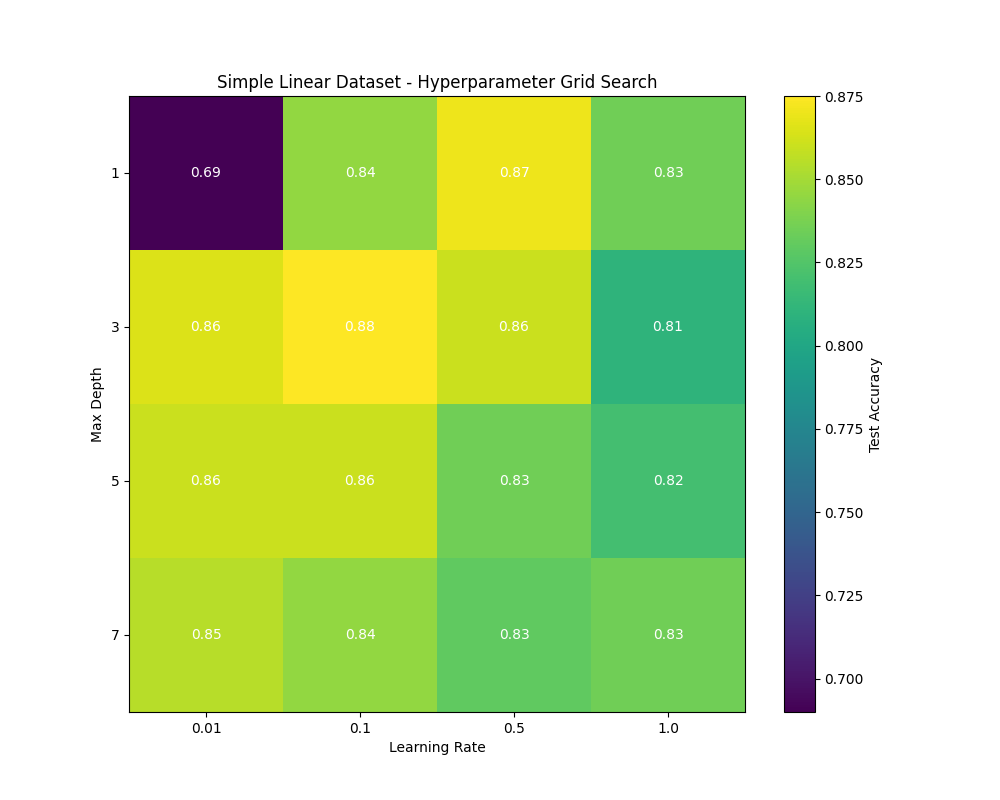 Simple Linear Dataset - Hyperparameter Grid Search
Max Depth
1
0.69 0.84 0.87 0.83
3
0.86 0.88 0.86 0.81
5
0.86 0.86 0.83 0.82
7
0.85 0.84 0.83 0.83
0.01 0.1 0.5 1.0
Learning Rate
0.875
0.850
0.825
0.800
0.775
0.750
0.725
0.700
Test Accuracy